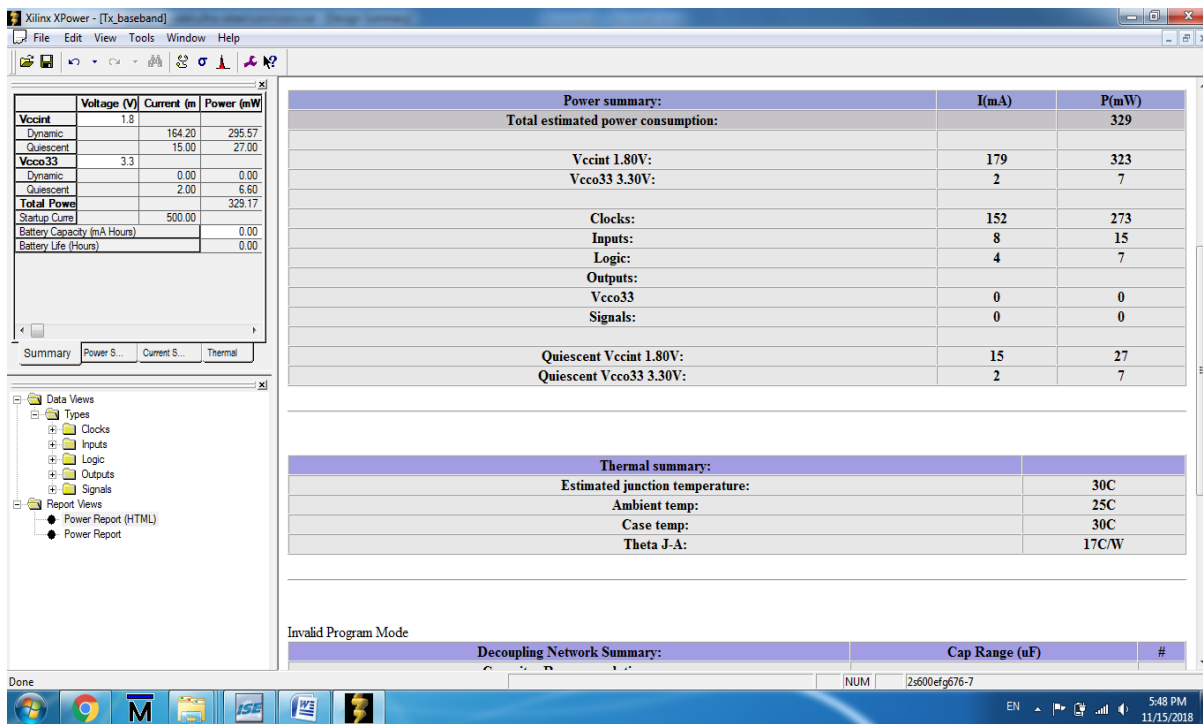 Xilinx XPower - [Tx_baseband]
File Edit View Tools Window Help
Voltage (V) Current (m Power (mW
Vccint 1.8
Dynamic 164.20 295.57
Quiescent 15.00 27.00
Vcco33 3.3
Dynamic 0.00 0.00
Quiescent 2.00 6.60
Total Powe 329.17
Startup Curre 500.00
Battery Capacity (mA Hours) 0.00
Battery Life (Hours) 0.00
Summary Power S... Current S... Thermal
Data Views
Types
Clocks
Inputs
Logic
Outputs
Signals
Report Views
Power Report (HTML)
Power Report
Power summary: I(mA) P(mW)
Total estimated power consumption: 329
Vccint 1.80V: 179 323
Vcco33 3.30V: 2 7
Clocks: 152 273
Inputs: 8 15
Logic: 4 7
Outputs:
Vcco33 0 0
Signals: 0 0
Quiescent Vccint 1.80V: 15 27
Quiescent Vcco33 3.30V: 2 7
Thermal summary:
Estimated junction temperature: 30C
Ambient temp: 25C
Case temp: 30C
Theta J-A: 17C/W
Invalid Program Mode
Decoupling Network Summary: Cap Range (uF) #
Done NUM 2s600efg676-7
M ISE W EN 5:48 PM
11/15/2018